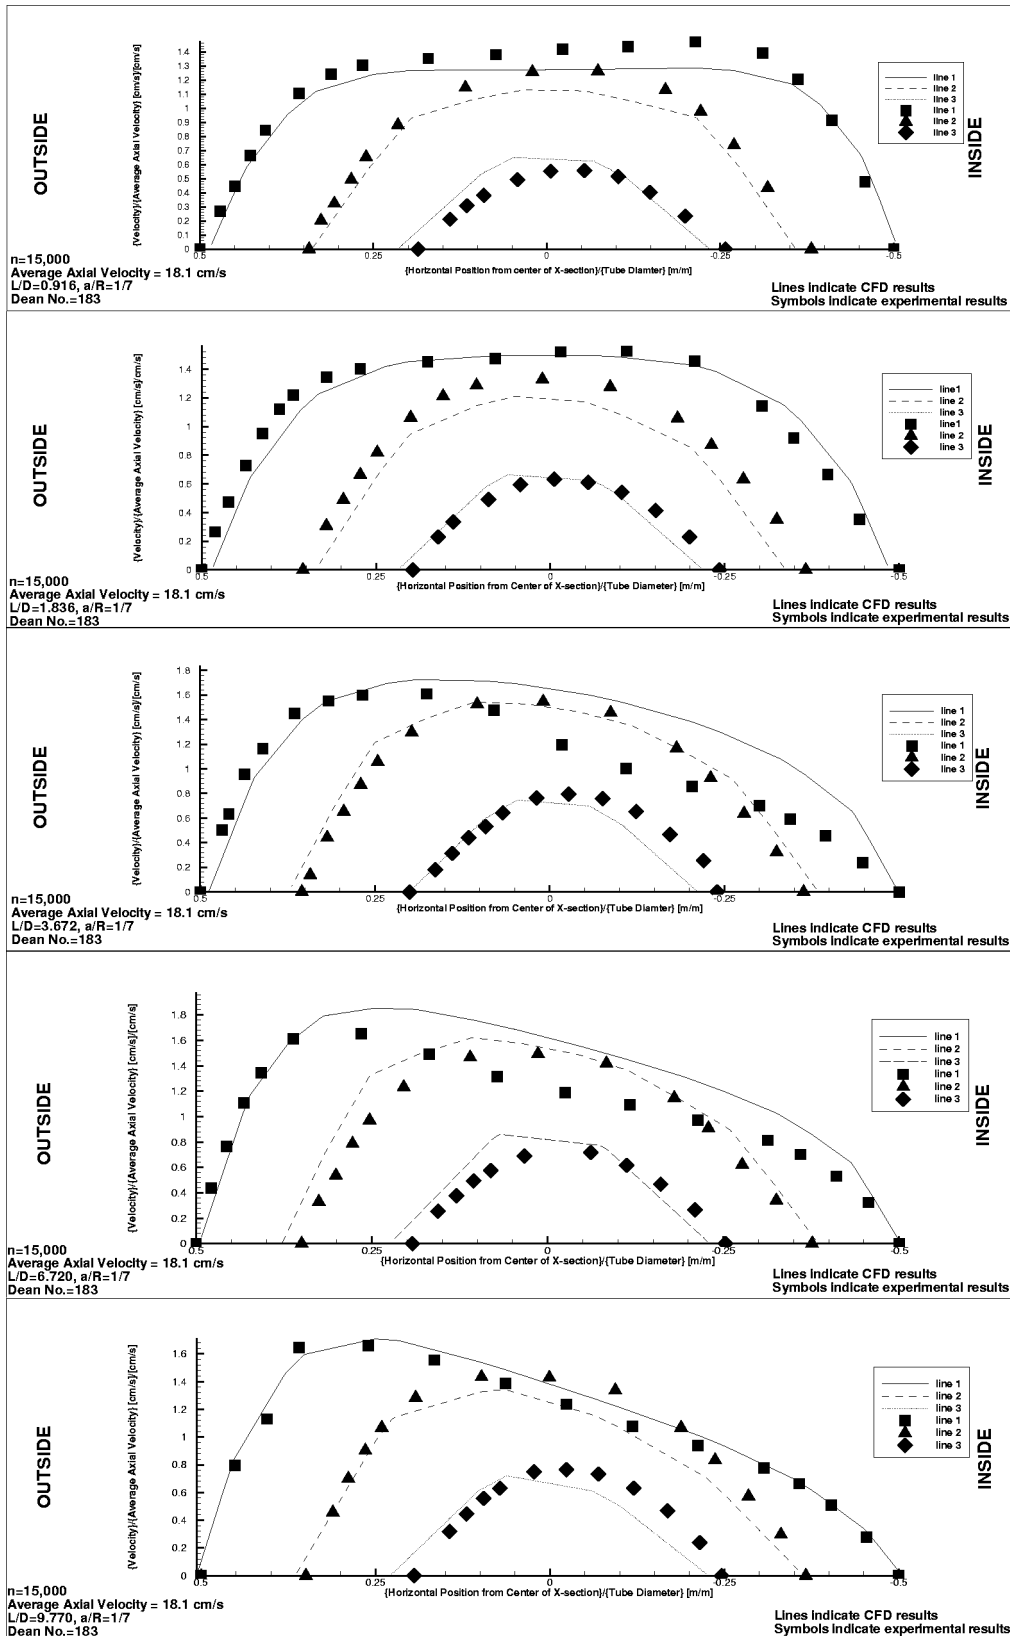 OUTSIDE
{Velocity}/{Average Axial Velocity} [cm/s]/[cm/s]
1.4
1.3
1.2
1.1
1
0.9
0.8
0.7
0.6
0.5
0.4
0.3
0.2
0.1
0
0.5
0.25
0
-0.25
-0.5
{Horizontal Position from center of X-section}/{Tube Diamter} [m/m]
line 1
line 2
line 3
line 1
line 2
line 3
INSIDE
n=15,000
Average Axial Velocity = 18.1 cm/s
L/D=0.916, a/R=1/7
Dean No.=183
Lines indicate CFD results
Symbols indicate experimental results
OUTSIDE
{Velocity}/{Average Axial Velocity} [cm/s]/cm/s]
1.4
1.2
1
0.8
0.6
0.4
0.2
0
0.5
0.25
0
-0.25
-0.5
{Horizontal Position from Center of X-section}/{Tube Diameter} [m/m]
line1
line 2
line 3
line1
line 2
line 3
INSIDE
n=15,000
Average Axial Velocity = 18.1 cm/s
L/D=1.836, a/R=1/7
Dean No.=183
Lines indicate CFD results
Symbols indicate experimental results
OUTSIDE
{Velocity}/{Average Axial Velocity} [cm/s]/[cm/s]
1.8
1.6
1.4
1.2
1
0.8
0.6
0.4
0.2
0
0.5
0.25
0
-0.25
-0.5
{Horizontal Position from Center of X-section}/{Tube Diamter} [m/m]
line 1
line 2
line 3
line 1
line 2
line 3
INSIDE
n=15,000
Average Axial Velocity = 18.1 cm/s
L/D=3.672, a/R=1/7
Dean No.=183
Lines indicate CFD results
Symbols indicate experimental results
OUTSIDE
{Velocity}/{Average Axial Velocity} [cm/s]/[cm/s]
1.8
1.6
1.4
1.2
1
0.8
0.6
0.4
0.2
0
0.5
0.25
0
-0.25
-0.5
{Horizontal Position from Center of X-section}/{Tube Diameter} [m/m]
line 1
line 2
line 3
line 1
line 2
line 3
INSIDE
n=15,000
Average Axial Velocity = 18.1 cm/s
L/D=6.720, a/R=1/7
Dean No.=183
Lines indicate CFD results
Symbols indicate experimental results
OUTSIDE
{Velocity}/{Average Axial Velocity} [cm/s]/[cm/s]
1.6
1.4
1.2
1
0.8
0.6
0.4
0.2
0
0.5
0.25
0
-0.25
-0.5
{Horizontal Position from Center of X-section}/{Tube Diameter} [m/m]
line 1
line 2
line 3
line 1
line 2
line 3
INSIDE
n=15,000
Average Axial Velocity = 18.1 cm/s
L/D=9.770, a/R=1/7
Dean No.=183
Lines indicate CFD results
Symbols indicate experimental results